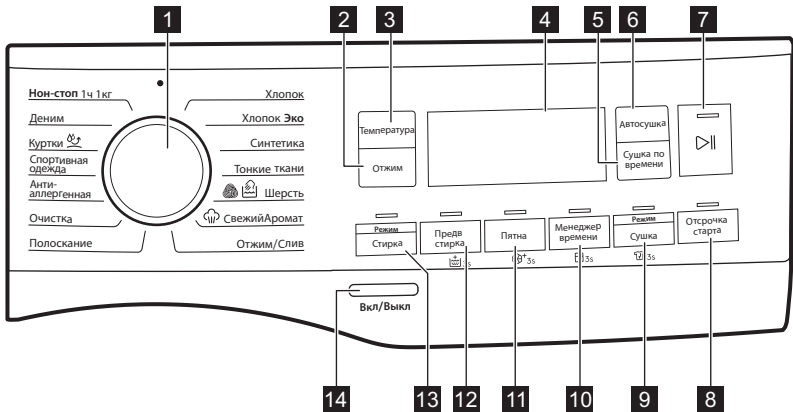 1
2
3
4
5
6
7
Нон-стоп 1ч 1кг
Деним
Куртки
Спортивная
одежда
Анти-
аллергенная
Очистка
Полоскание
Хлопок
Хлопок Эко
Синтетика
Тонкие ткани
Шерсть
СвежийАромат
Отжим/Слив
Температура
Отжим
Автосушка
Сушка по
времени
Режим
Стирка
Предв
стирка
3s
Пятна
3s
Менеджер
времени
3s
Режим
Сушка
3s
Отсрочка
старта
Вкл/Выкл
14
13
12
11
10
9
8